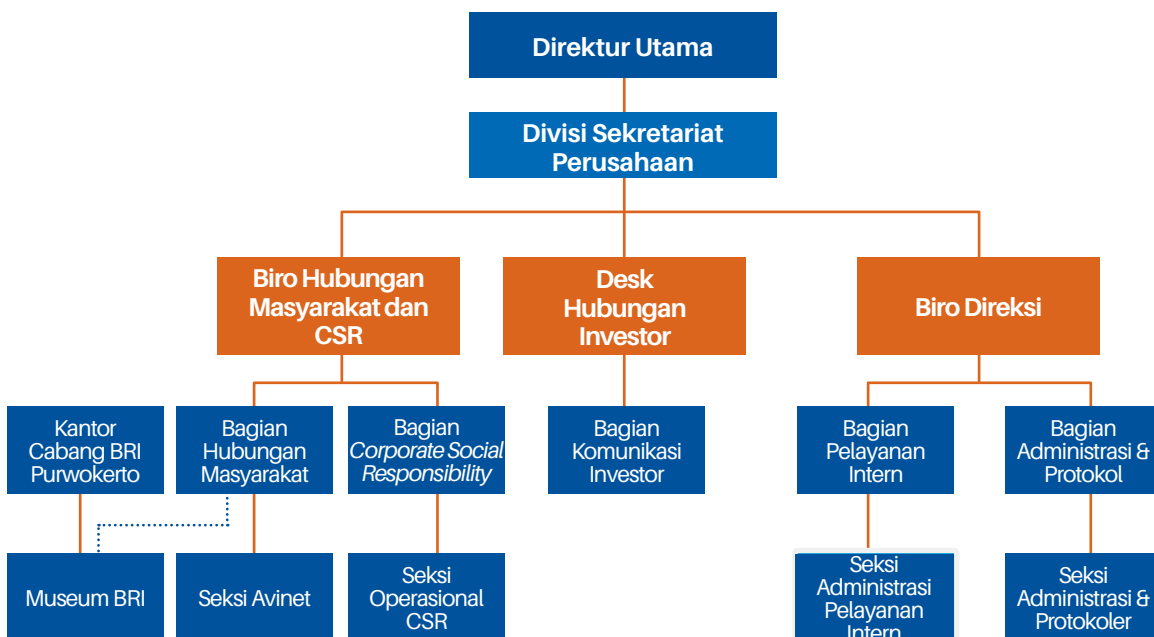 Direktur Utama
Divisi Sekretariat
Perusahaan
Biro Hubungan
Masyarakat dan
CSR
Desk
Hubungan
Investor
Biro Direksi
Kantor
Cabang BRI
Purwokerto
Bagian
Hubungan
Masyarakat
Bagian
Corporate Social
Responsibility
Bagian
Komunikasi
Investor
Bagian
Pelayanan
Intern
Bagian
Administrasi &
Protokol
Museum BRI
Seksi Avinet
Seksi
Operasional
CSR
Seksi
Administrasi
Pelayanan
Intern
Seksi
Administrasi &
Protokoler